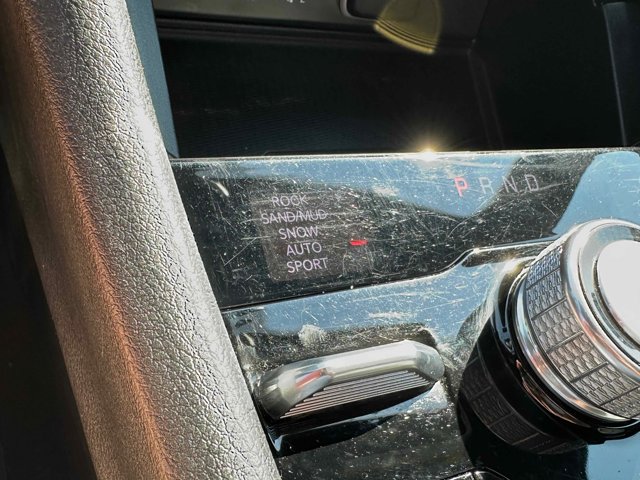 P R N D
ROCK
SAND/MUD
SNOW
AUTO
SPORT